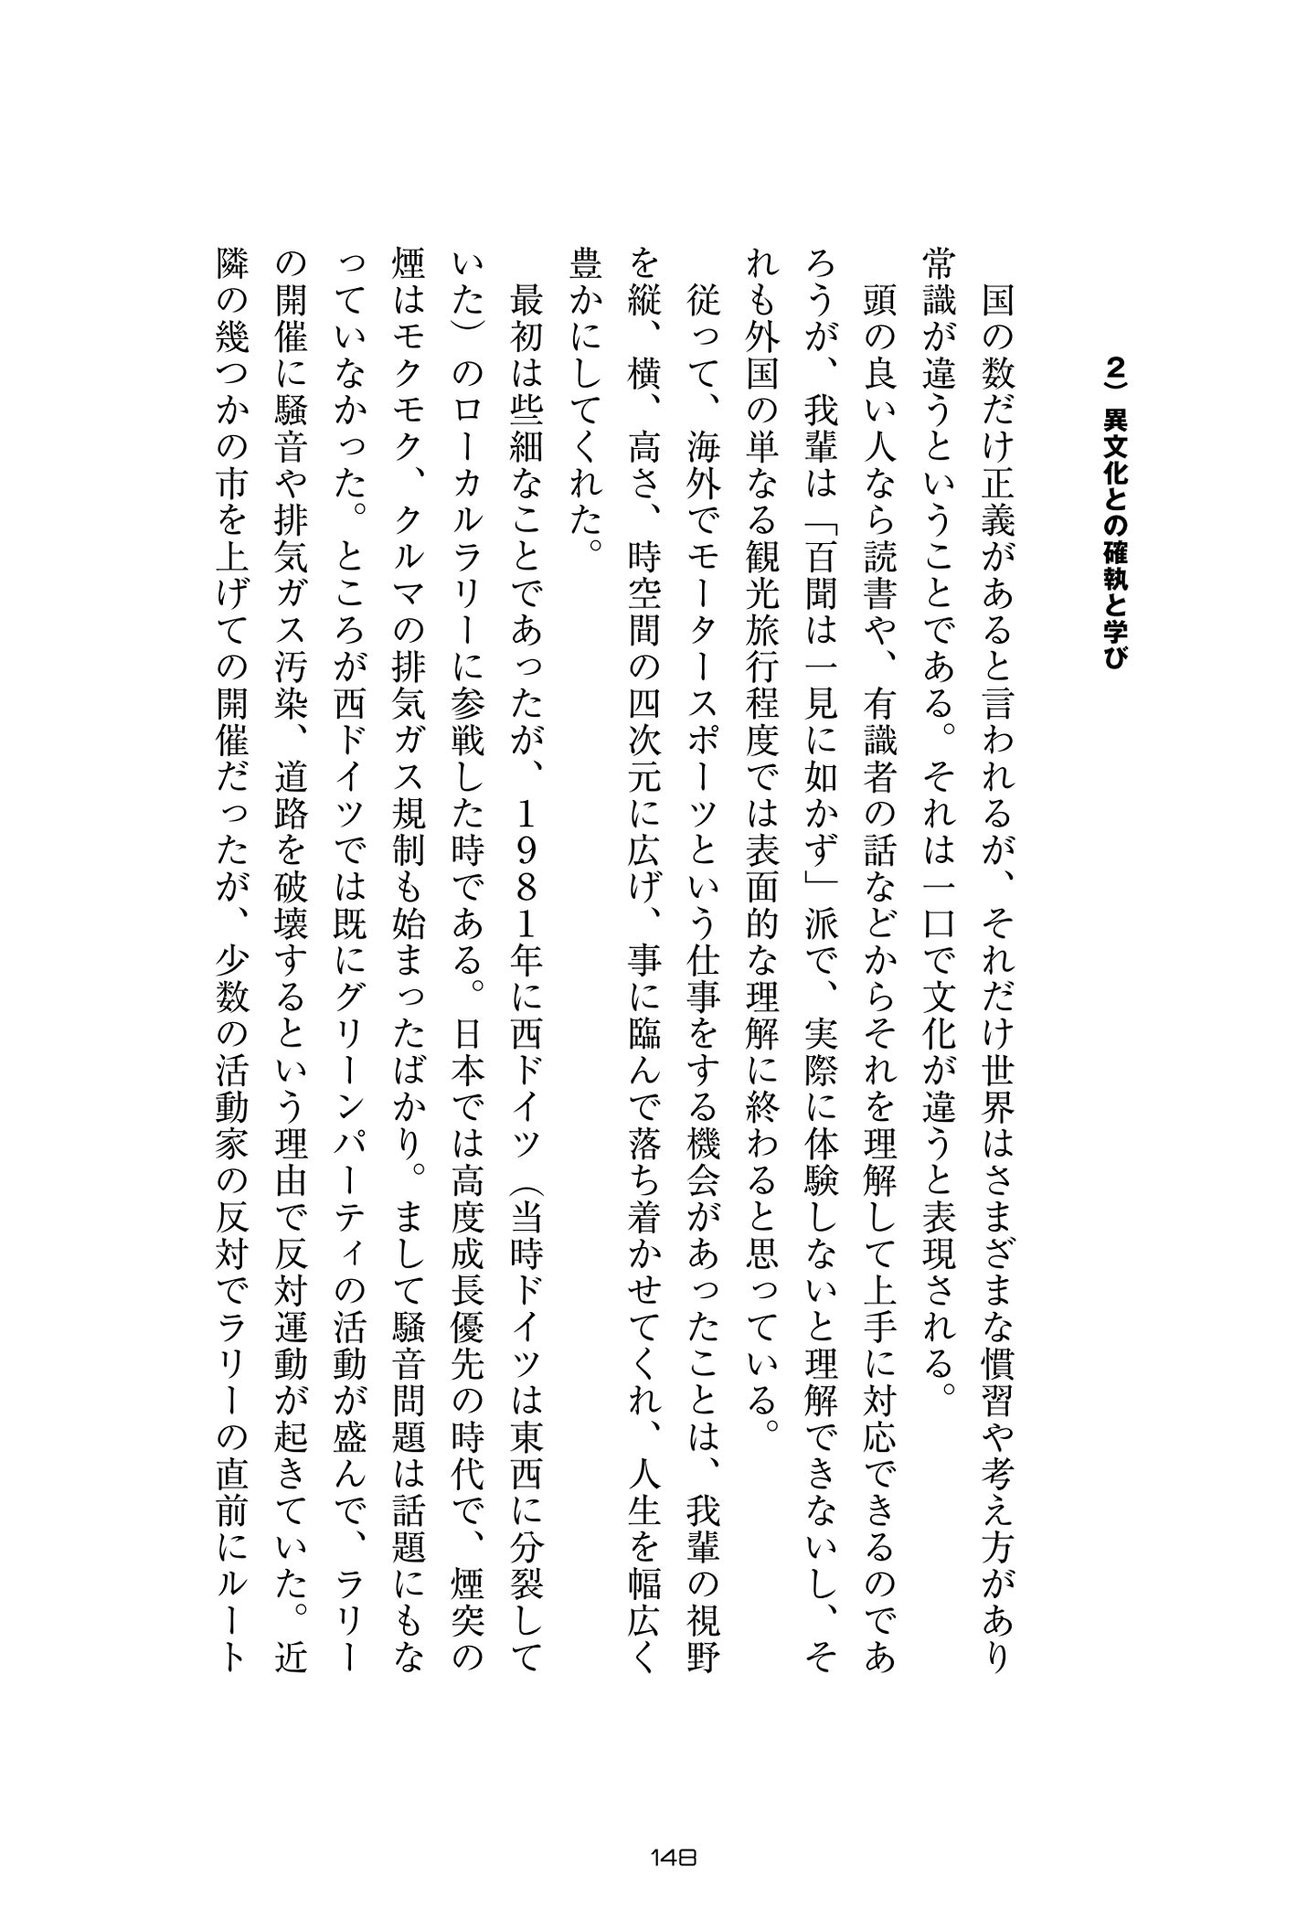 2）異文化との確執と学び
国の数だけ正義があると言われるが、それだけ世界はさまざまな慣習や考え方があり
常識が違うということである。それは一口で文化が違うと表現される。
頭の良い人なら読書や、有識者の話などからそれを理解して上手に対応できるのであ
ろうが、我輩は「百聞は一見に如かず」派で、実際に体験しないと理解できないし、そ
れも外国の単なる観光旅行程度では表面的な理解に終わると思っている。
従って、海外でモータースポーツという仕事をする機会があったことは、我輩の視野
を縦、横、高さ、時空間の四次元に広げ、事に臨んで落ち着かせてくれ、人生を幅広く
豊かにしてくれた。
最初は些細なことであったが、１９８１年に西ドイツ（当時ドイツは東西に分裂して
いた）のローカルラリーに参戦した時である。日本では高度成長優先の時代で、煙突の
煙はモクモク、クルマの排気ガス規制も始まったばかり。まして騒音問題は話題にもな
っていなかった。ところが西ドイツでは既にグリーンパーティの活動が盛んで、ラリー
の開催に騒音や排気ガス汚染、道路を破壊するという理由で反対運動が起きていた。近
隣の幾つかの市を上げての開催だったが、少数の活動家の反対でラリーの直前にルート
148